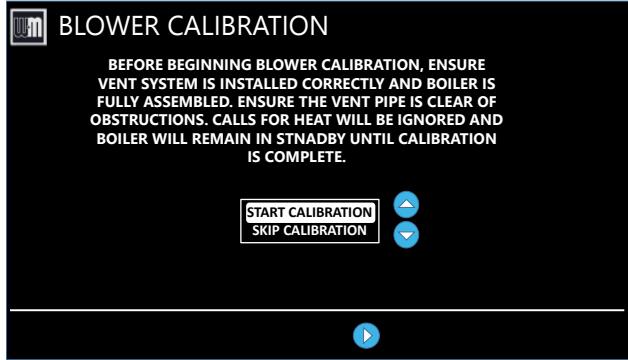 wm BLOWER CALIBRATION
BEFORE BEGINNING BLOWER CALIBRATION, ENSURE
VENT SYSTEM IS INSTALLED CORRECTLY AND BOILER IS
FULLY ASSEMBLED. ENSURE THE VENT PIPE IS CLEAR OF
OBSTRUCTIONS. CALLS FOR HEAT WILL BE IGNORED AND
BOILER WILL REMAIN IN STNADBY UNTIL CALIBRATION
IS COMPLETE.
START CALIBRATION
SKIP CALIBRATION